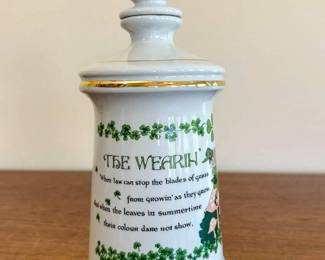 THE WEARIN'
When law can stop the blades of grass
from growin' as they grow
And when the leaves in summertime
their colour dare not show.